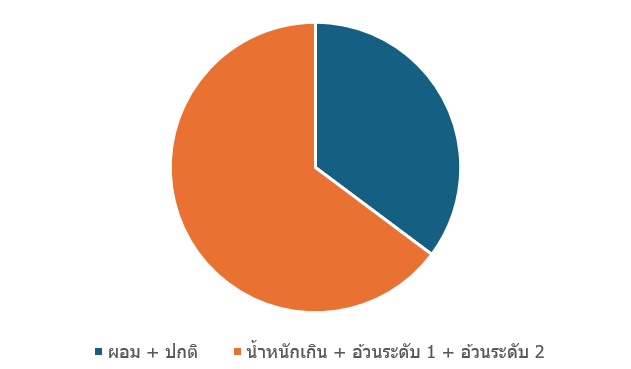 ผอม + ปกติ
น้ำหนักเกิน + อ้วนระดับ 1 + อ้วนระดับ 2